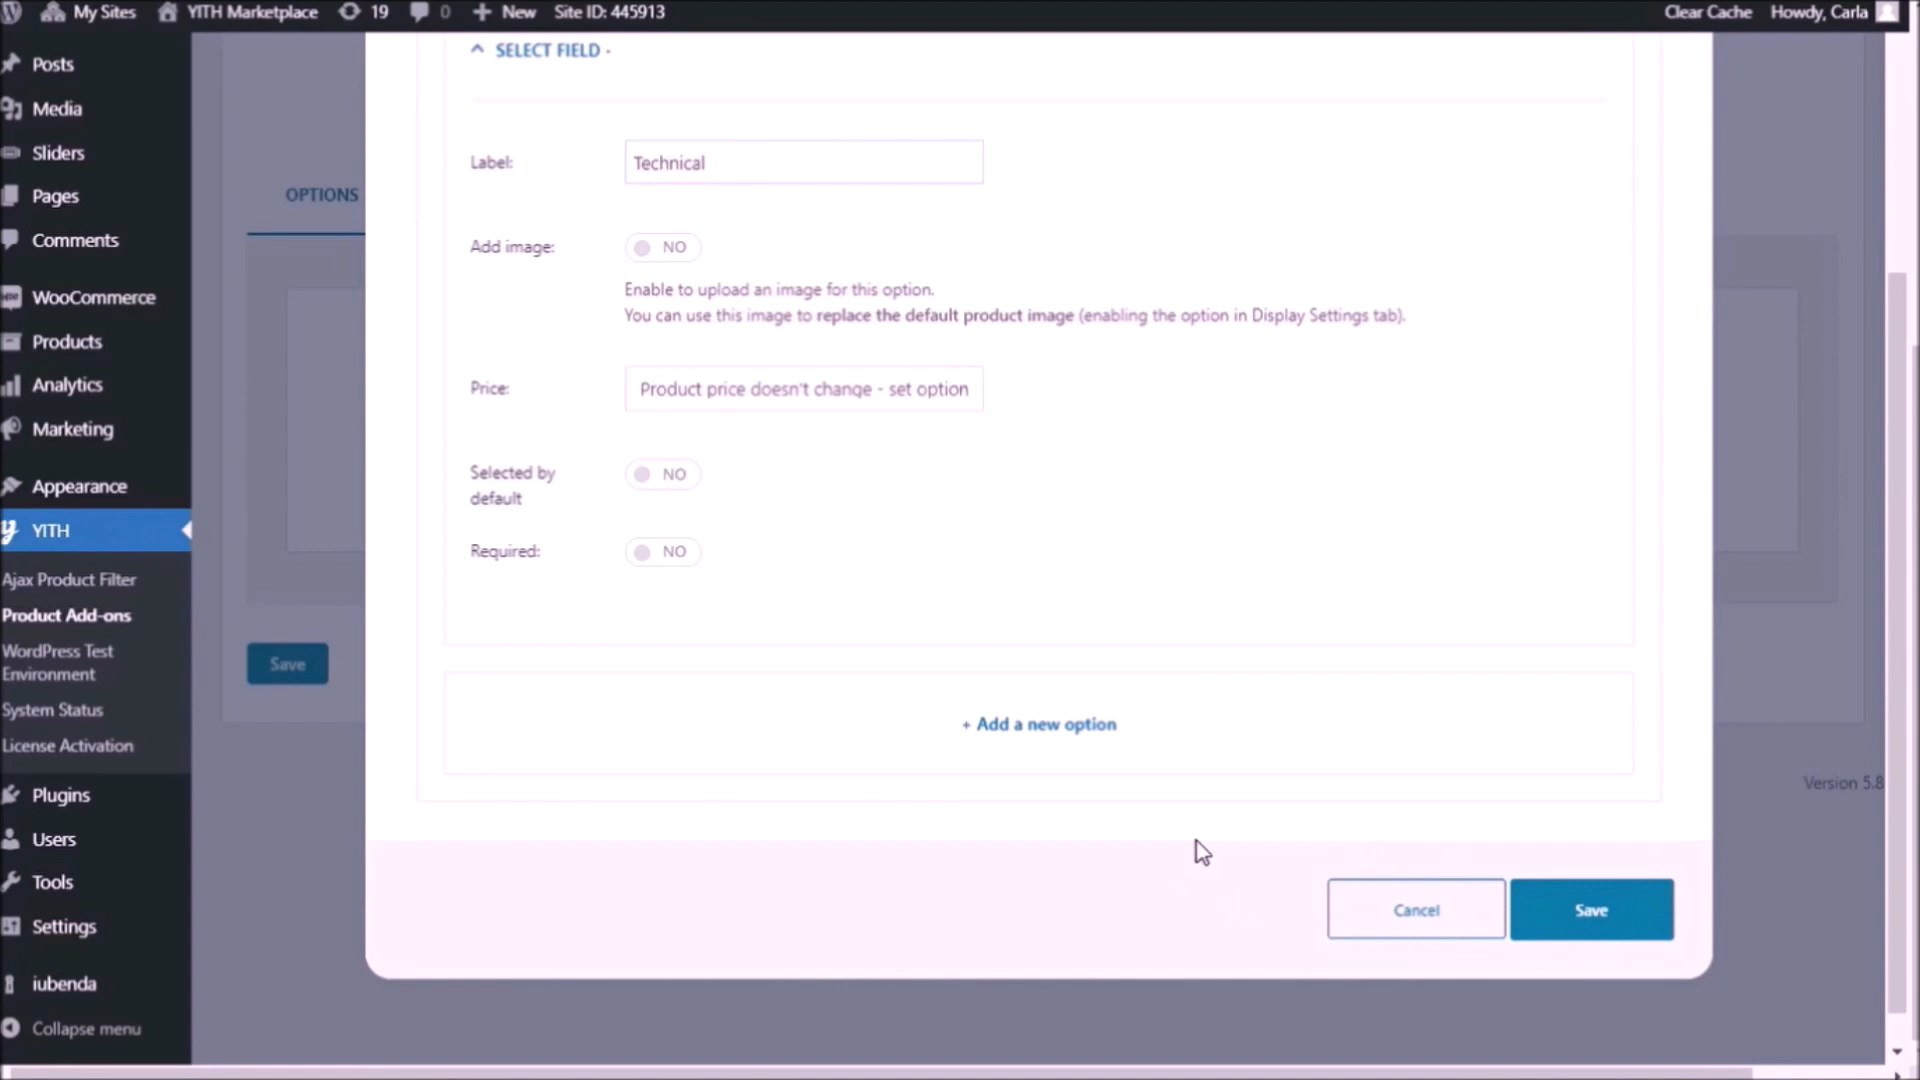 My Sites
YITH Marketplace
19
0
New
Site ID: 445913
Clear Cache
Howdy, Carla
Posts
Media
Sliders
Pages
Comments
WooCommerce
Products
Analytics
Marketing
Appearance
YITH
Ajax Product Filter
Product Add-ons
WordPress Test
Environment
System Status
License Activation
Plugins
Users
Tools
Settings
iubenda
Collapse menu
OPTIONS
Save
SELECT FIELD -
Label:
Technical
Add image:
NO
Enable to upload an image for this option.
You can use this image to replace the default product image (enabling the option in Display Settings tab).
Price:
Product price doesn't change - set option
Selected by
default
NO
Required:
NO
+ Add a new option
Cancel
Save
Version 5.8